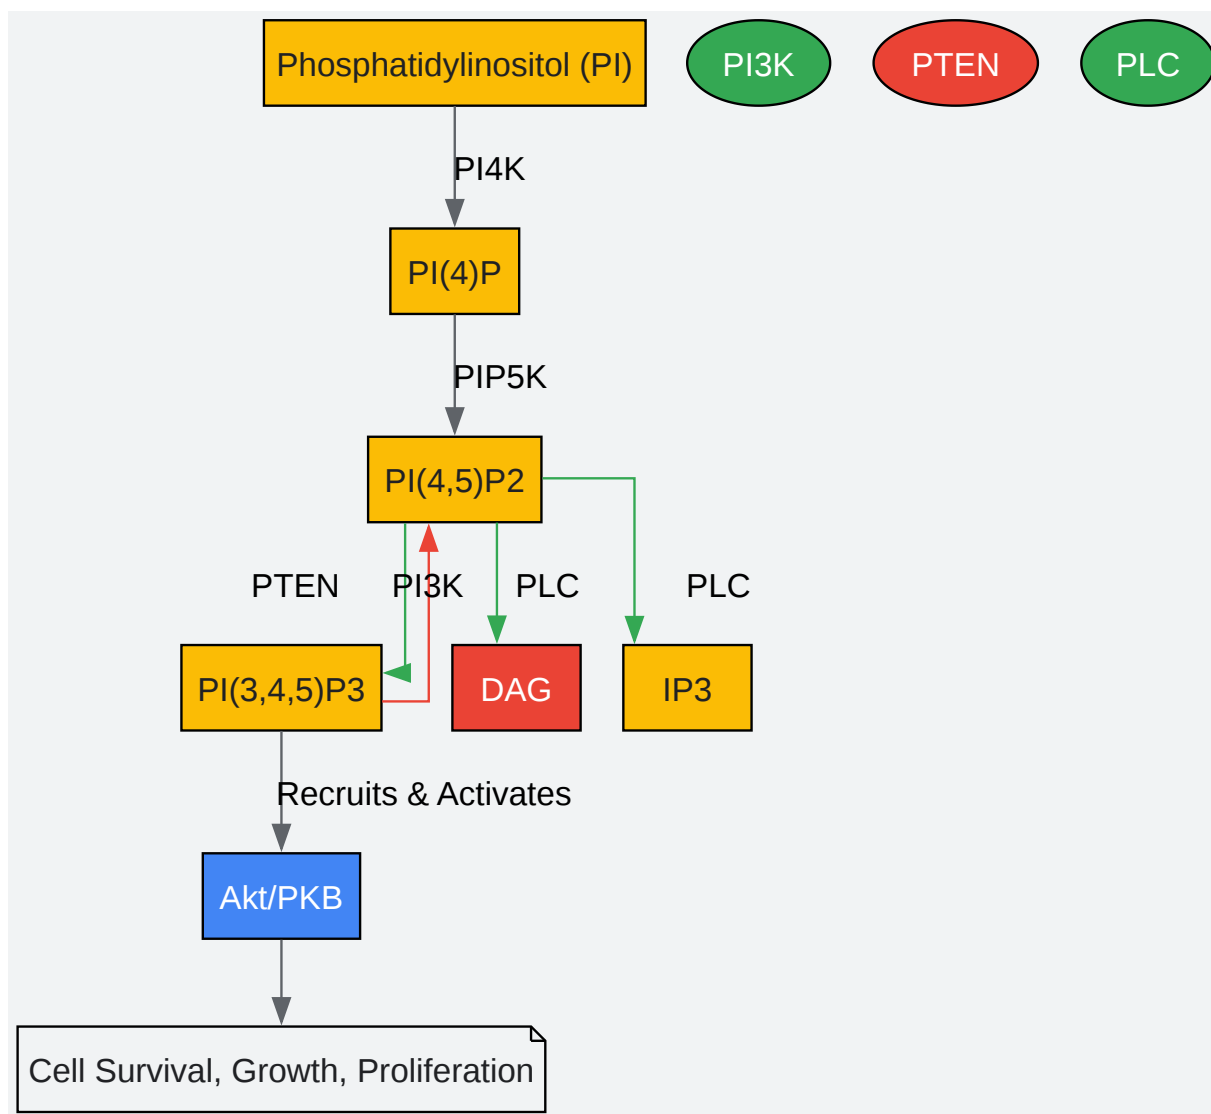 Phosphatidylinositol (PI)
PI3K
PTEN
PLC
PI4K
PI(4)P
PIP5K
PI(4,5)P2
PTEN
PI3K
PLC
PLC
PI(3,4,5)P3
DAG
IP3
Recruits & Activates
Akt/PKB
Cell Survival, Growth, Proliferation